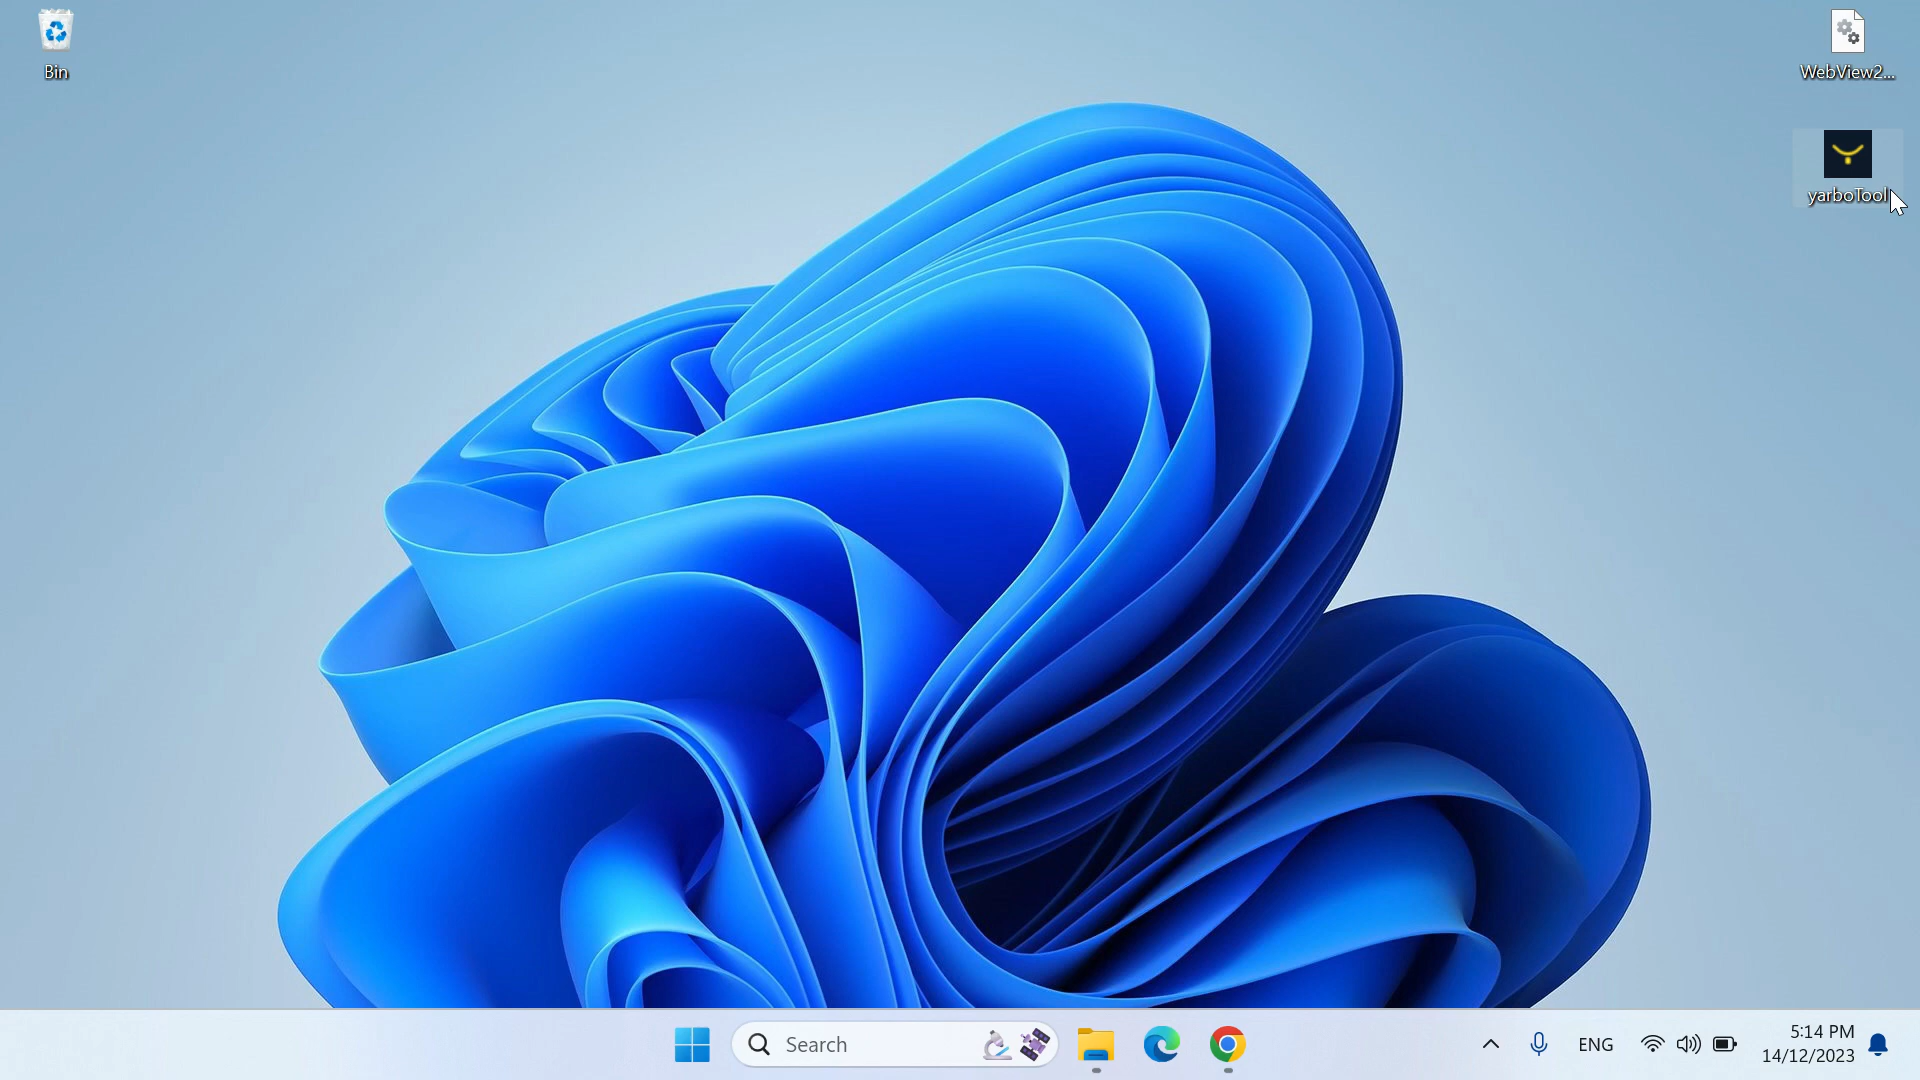 Bin
WebView2...
yarboTool
Search
ENG
5:14 PM
14/12/2023